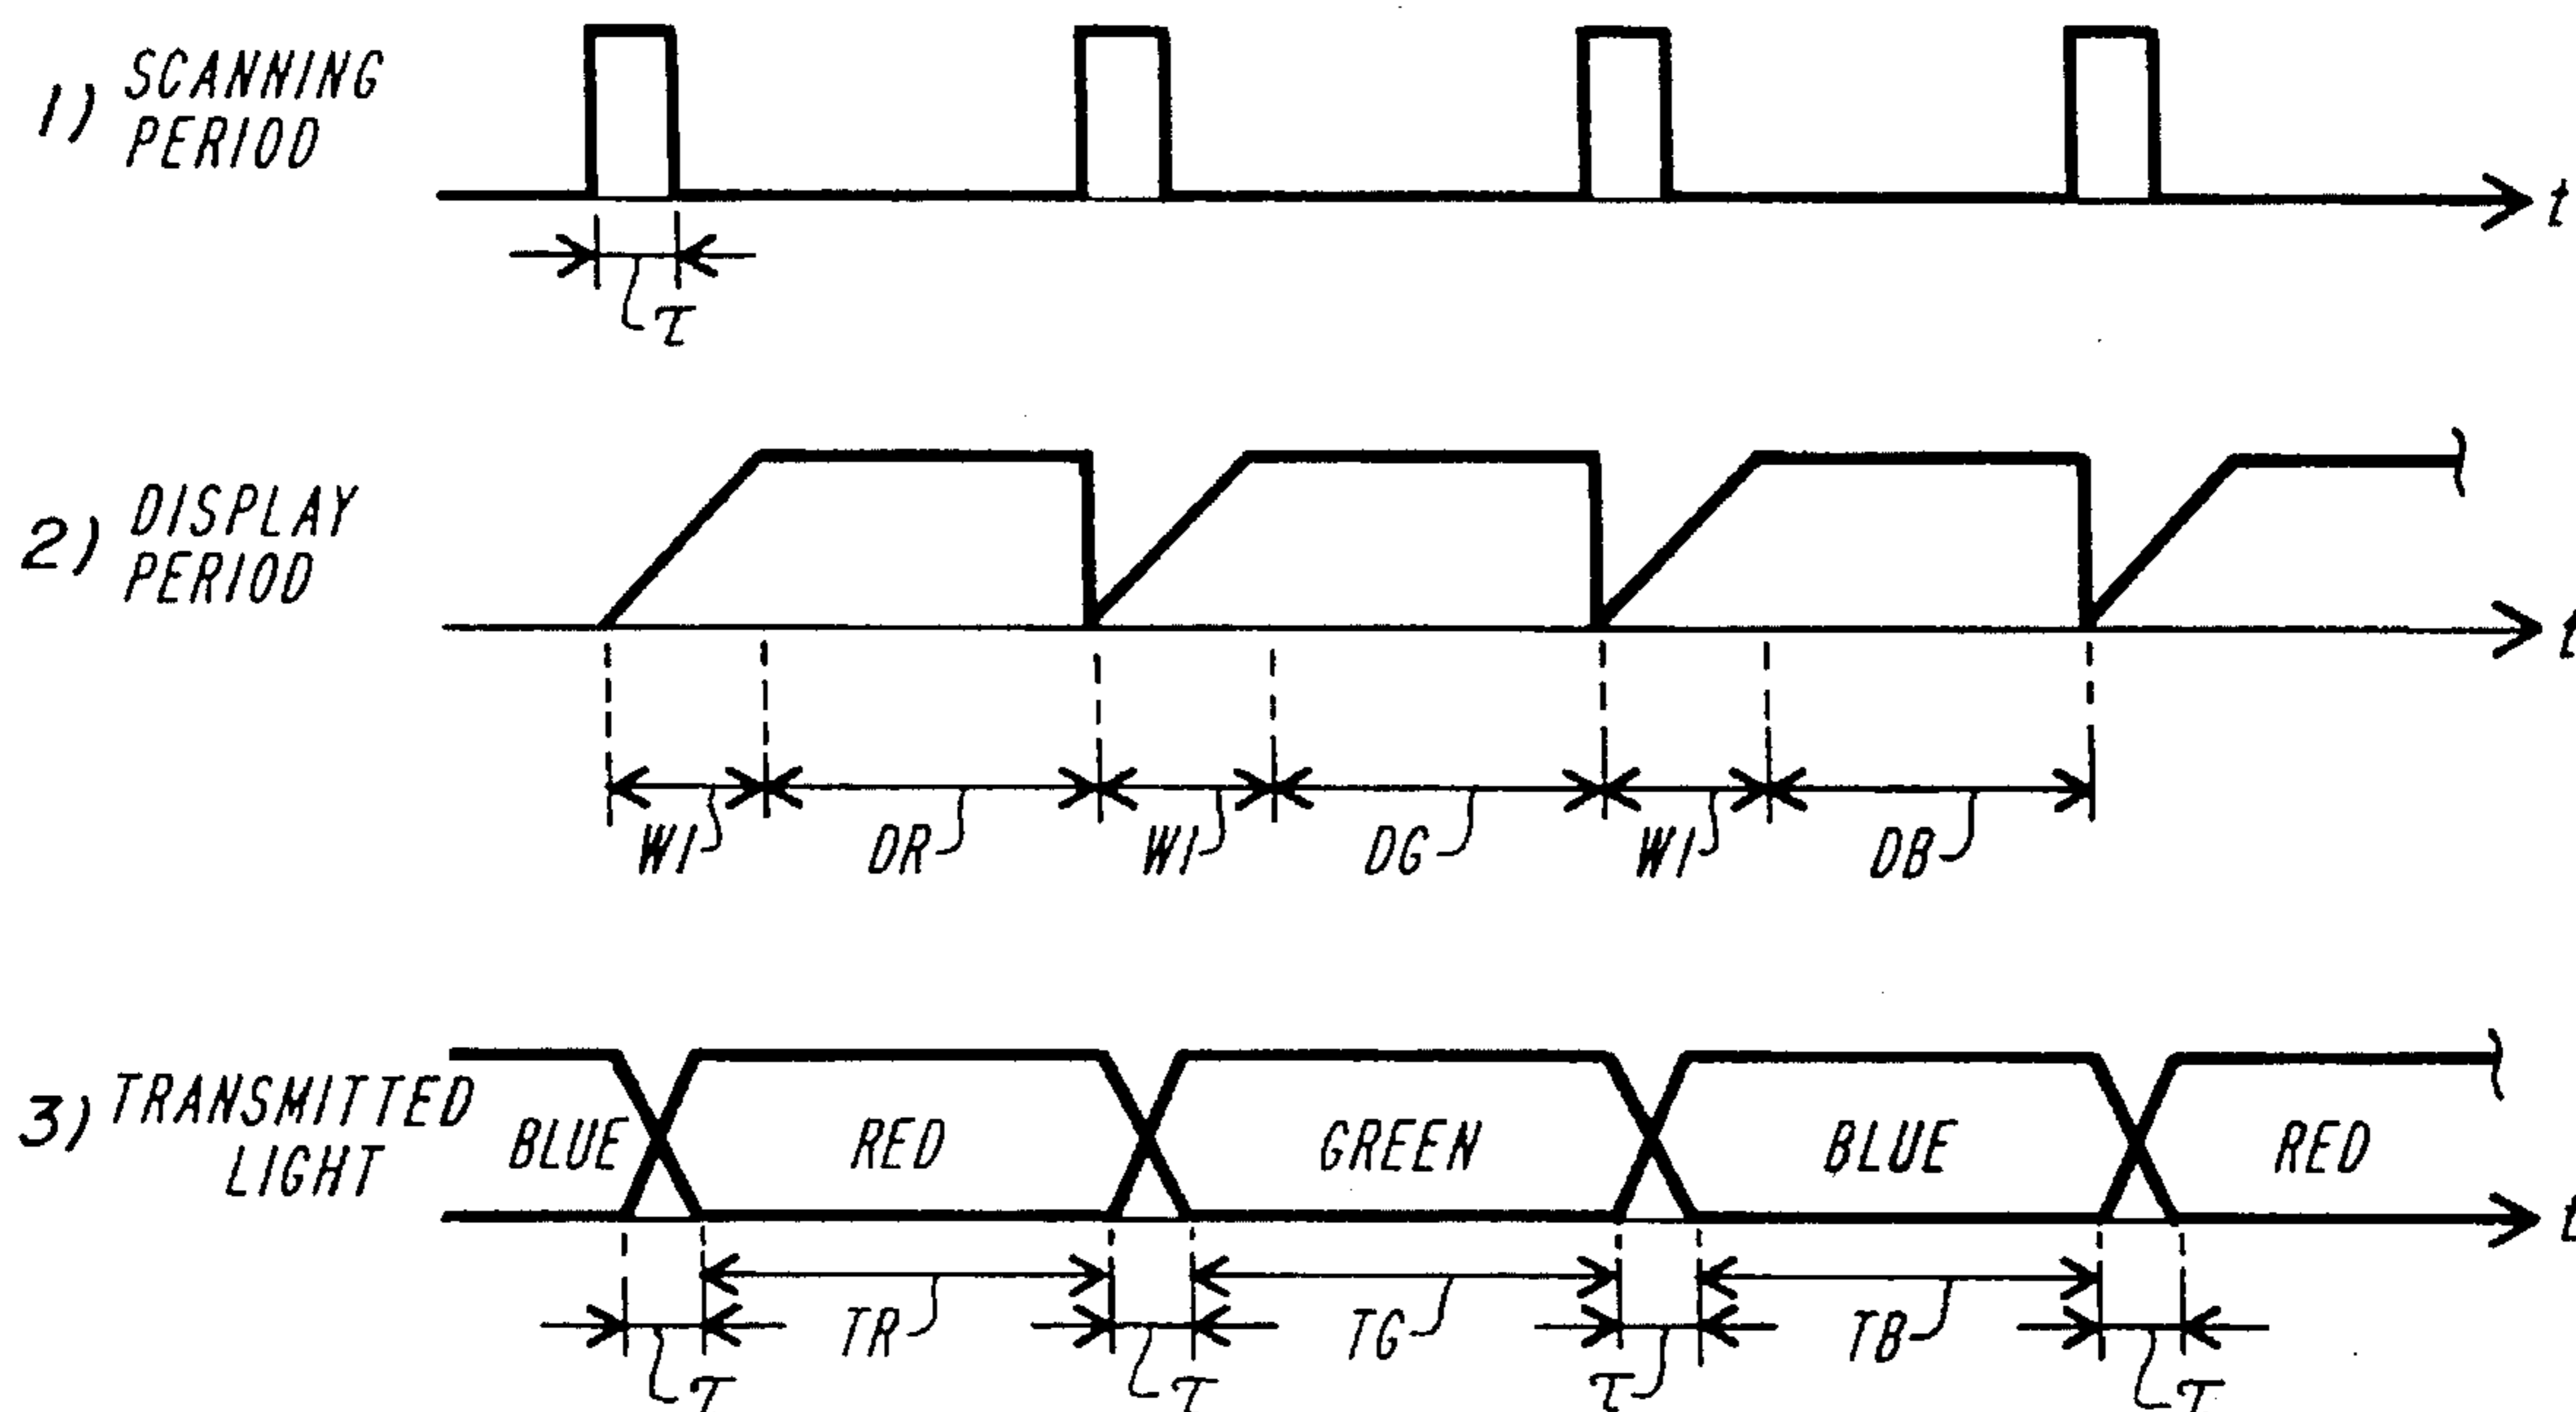 1) SCANNING
PERIOD
t
τ
2) DISPLAY
PERIOD
t
W1 DR W1 DG W1 DB
3) TRANSMITTED
LIGHT
BLUE RED GREEN BLUE RED
t
TR TG TB
τ τ τ τ